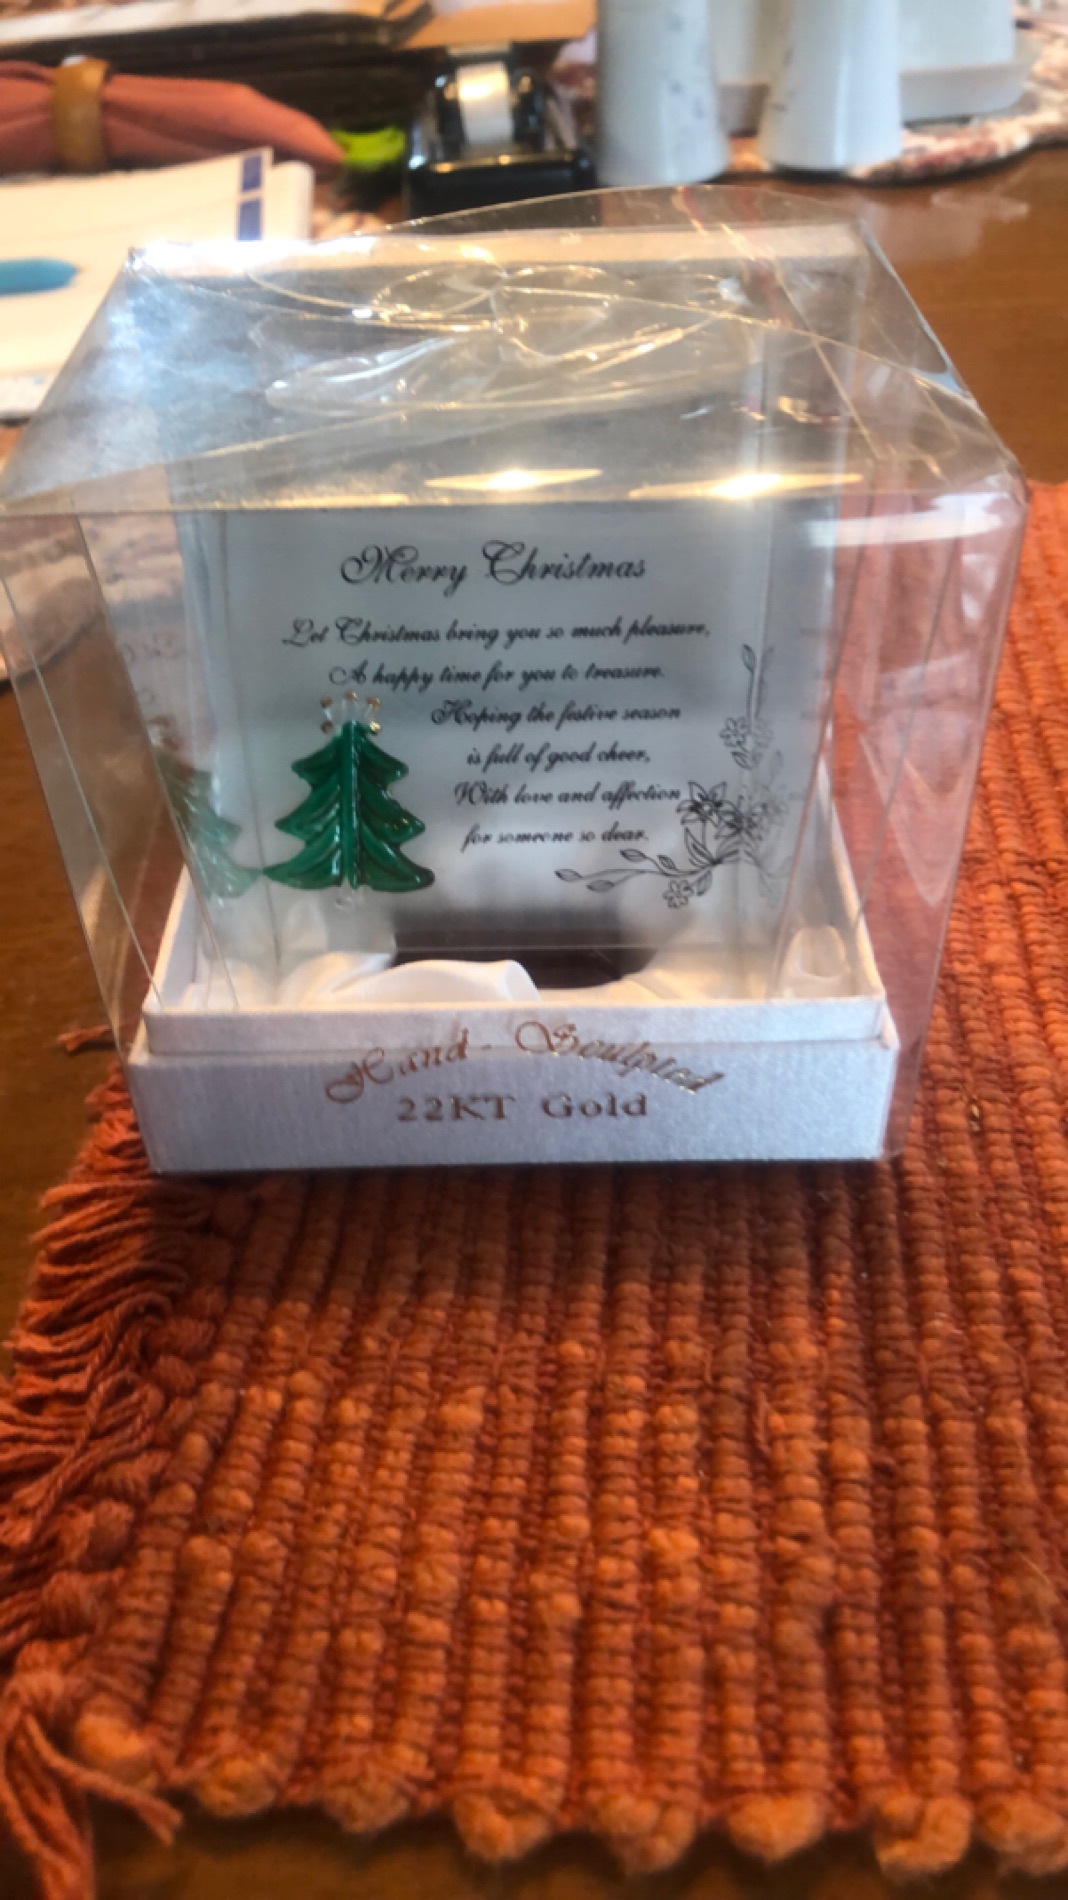 Merry Christmas
Let Christmas bring you so much pleasure,
A happy time for you to treasure.
Hoping the festive season
is full of good cheer,
With love and affection
for someone so dear.
Hand-Sculpted
22KT Gold